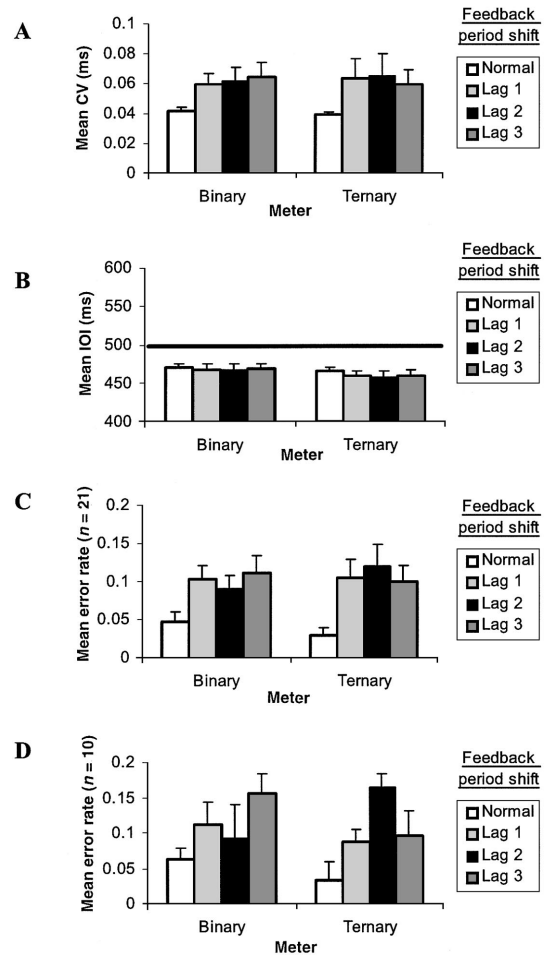 A
Mean CV (ms)
0.1
0.08
0.06
0.04
0.02
0
Binary
Ternary
Meter
Feedback
period shift
Normal
Lag 1
Lag 2
Lag 3
B
Mean IOI (ms)
600
550
500
450
400
Binary
Ternary
Meter
Feedback
period shift
Normal
Lag 1
Lag 2
Lag 3
C
Mean error rate (n = 21)
0.2
0.15
0.1
0.05
0
Binary
Ternary
Meter
Feedback
period shift
Normal
Lag 1
Lag 2
Lag 3
D
Mean error rate (n = 10)
0.2
0.15
0.1
0.05
0
Binary
Ternary
Meter
Feedback
period shift
Normal
Lag 1
Lag 2
Lag 3